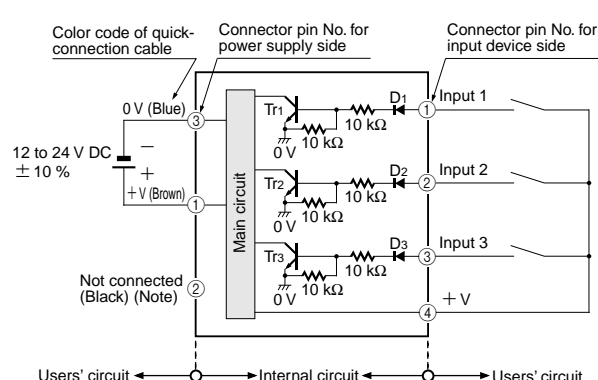 Color code of quick-
connection cable
Connector pin No. for
power supply side
Connector pin No. for
input device side
0 V (Blue)
3
12 to 24 V DC
± 10 %
−
+
+V (Brown)
1
Not connected
(Black) (Note)
2
Main circuit
Tr1
10 kΩ
10 kΩ
0 V
D1
1
Input 1
Tr2
10 kΩ
10 kΩ
0 V
D2
2
Input 2
Tr3
10 kΩ
10 kΩ
0 V
D3
3
Input 3
4
+ V
Users' circuit
Internal circuit
Users' circuit